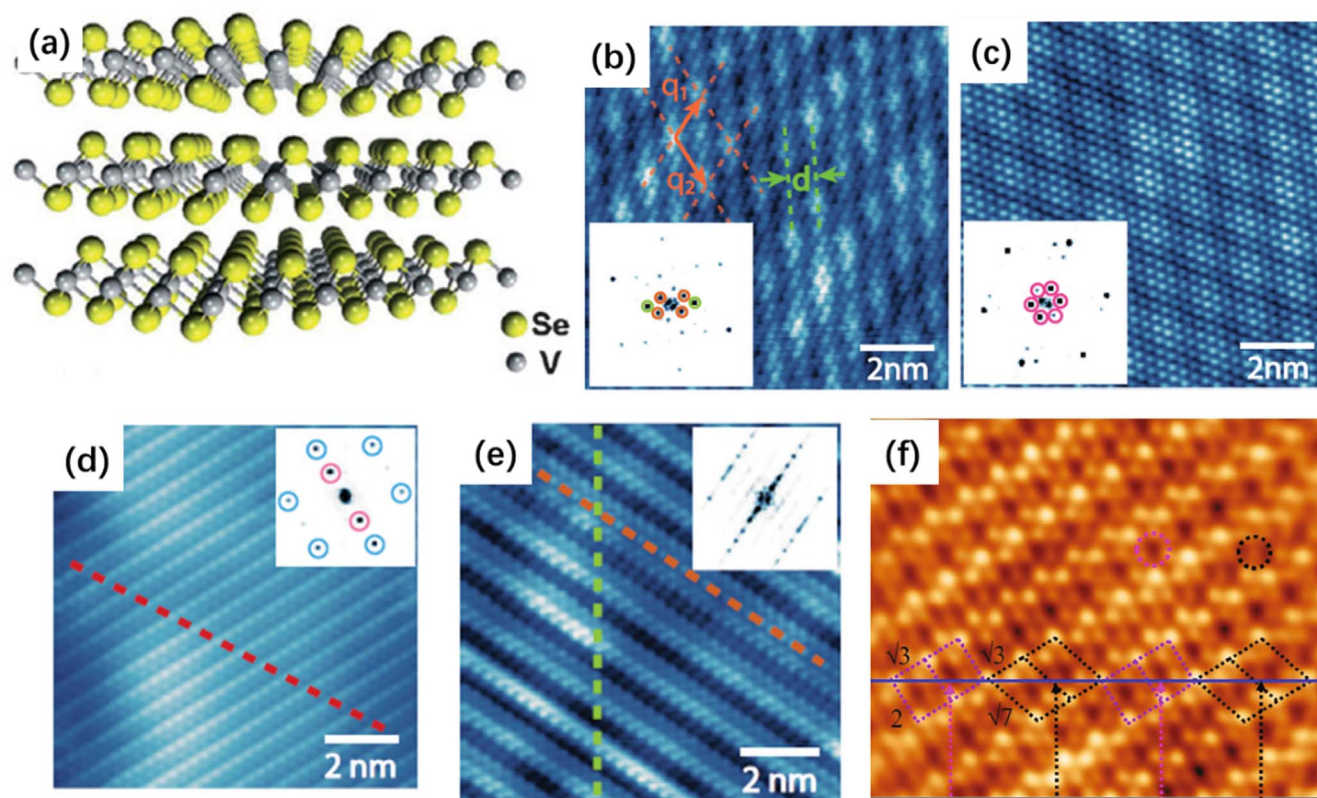 (a)
Se
V
(b)
q₁
q₂
d
2nm
(c)
2nm
(d)
2 nm
(e)
2 nm
(f)
√3
√3
2
√7